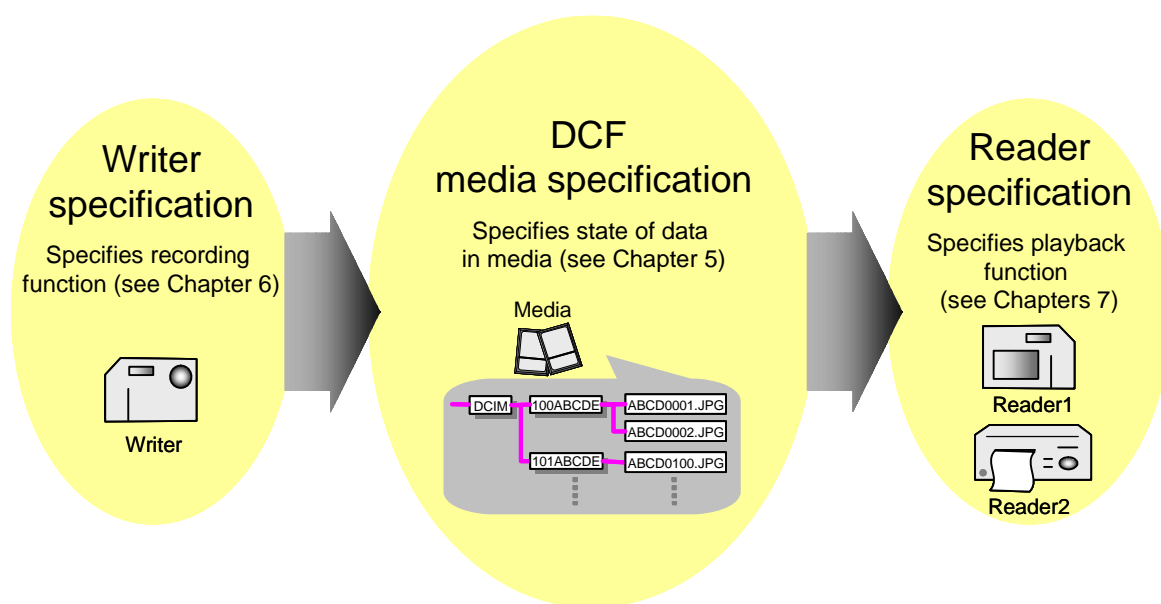 Writer
specification
Specifies recording
function (see Chapter 6)
Writer
DCF
media specification
Specifies state of data
in media (see Chapter 5)
Media
DCIM
100ABCDE
ABCD0001.JPG
ABCD0002.JPG
101ABCDE
ABCD0100.JPG
Reader
specification
Specifies playback
function
(see Chapters 7)
Reader1
Reader2